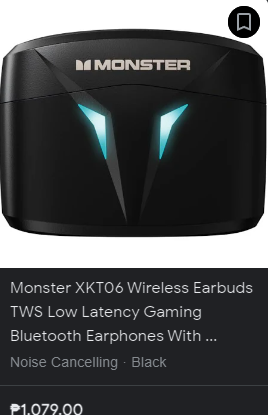 MONSTER
Monster XKT06 Wireless Earbuds
TWS Low Latency Gaming
Bluetooth Earphones With ...
Noise Cancelling · Black
₱1,079.00